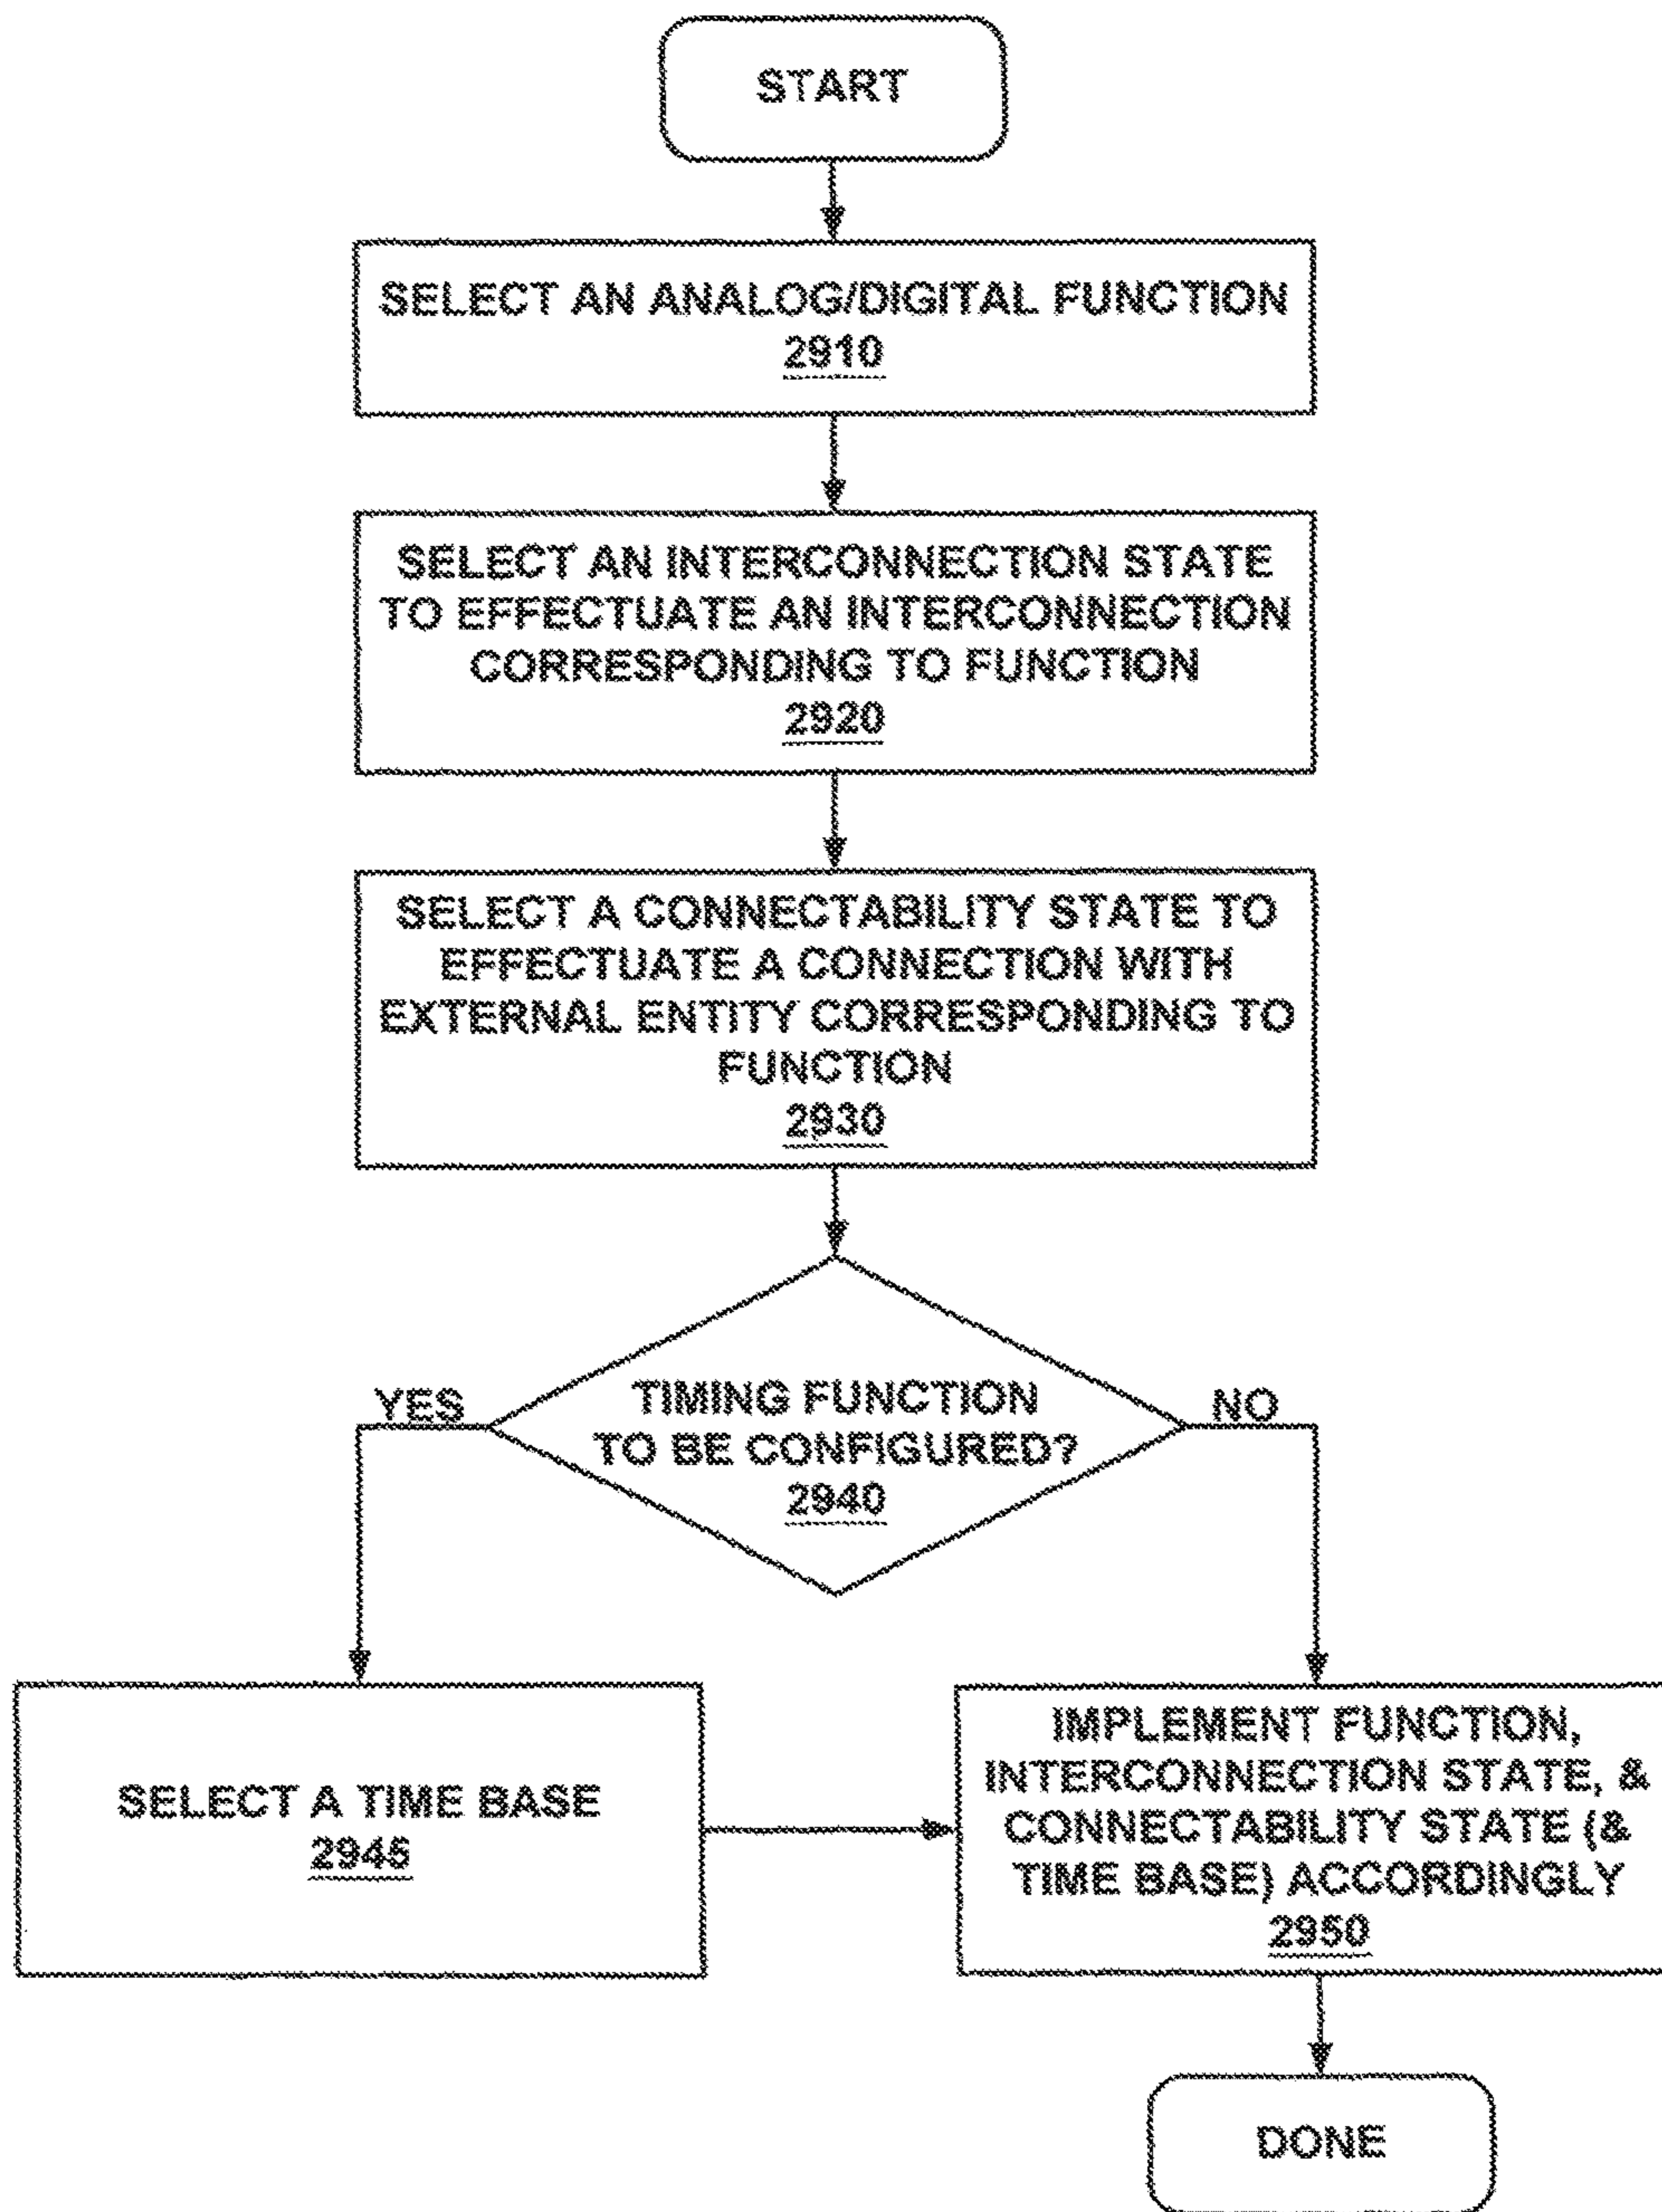 START
SELECT AN ANALOG/DIGITAL FUNCTION
2910
SELECT AN INTERCONNECTION STATE
TO EFFECTUATE AN INTERCONNECTION
CORRESPONDING TO FUNCTION
2920
SELECT A CONNECTABILITY STATE TO
EFFECTUATE A CONNECTION WITH
EXTERNAL ENTITY CORRESPONDING TO
FUNCTION
2930
YES
TIMING FUNCTION
TO BE CONFIGURED?
2940
NO
SELECT A TIME BASE
2945
IMPLEMENT FUNCTION,
INTERCONNECTION STATE, &
CONNECTABILITY STATE (&
TIME BASE) ACCORDINGLY
2950
DONE